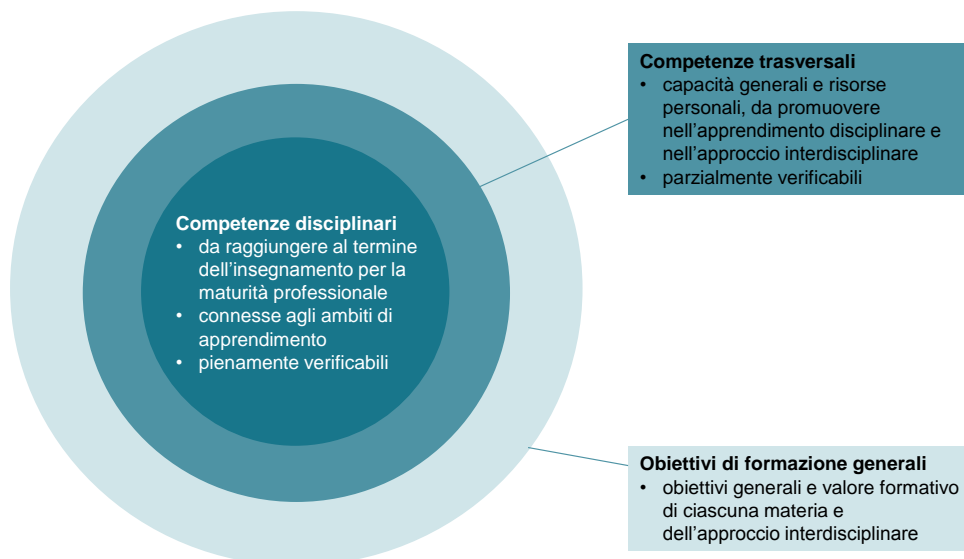 Competenze trasversali
• capacità generali e risorse
personali, da promuovere
nell'apprendimento disciplinare e
nell'approccio interdisciplinare
• parzialmente verificabili
Competenze disciplinari
• da raggiungere al termine
dell'insegnamento per la
maturità professionale
• connesse agli ambiti di
apprendimento
• pienamente verificabili
Obiettivi di formazione generali
• obiettivi generali e valore formativo
di ciascuna materia e
dell'approccio interdisciplinare